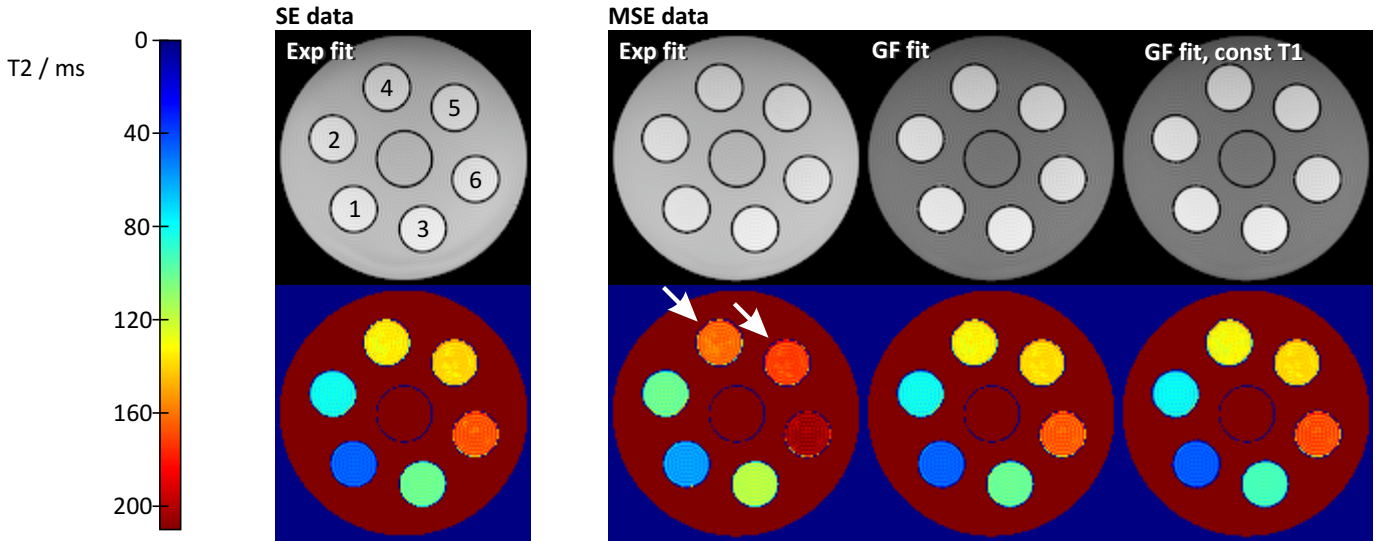 SE data
MSE data
T2 / ms
0
40
80
120
160
200
Exp fit
4
5
2
6
1
3
Exp fit
GF fit
GF fit, const T1